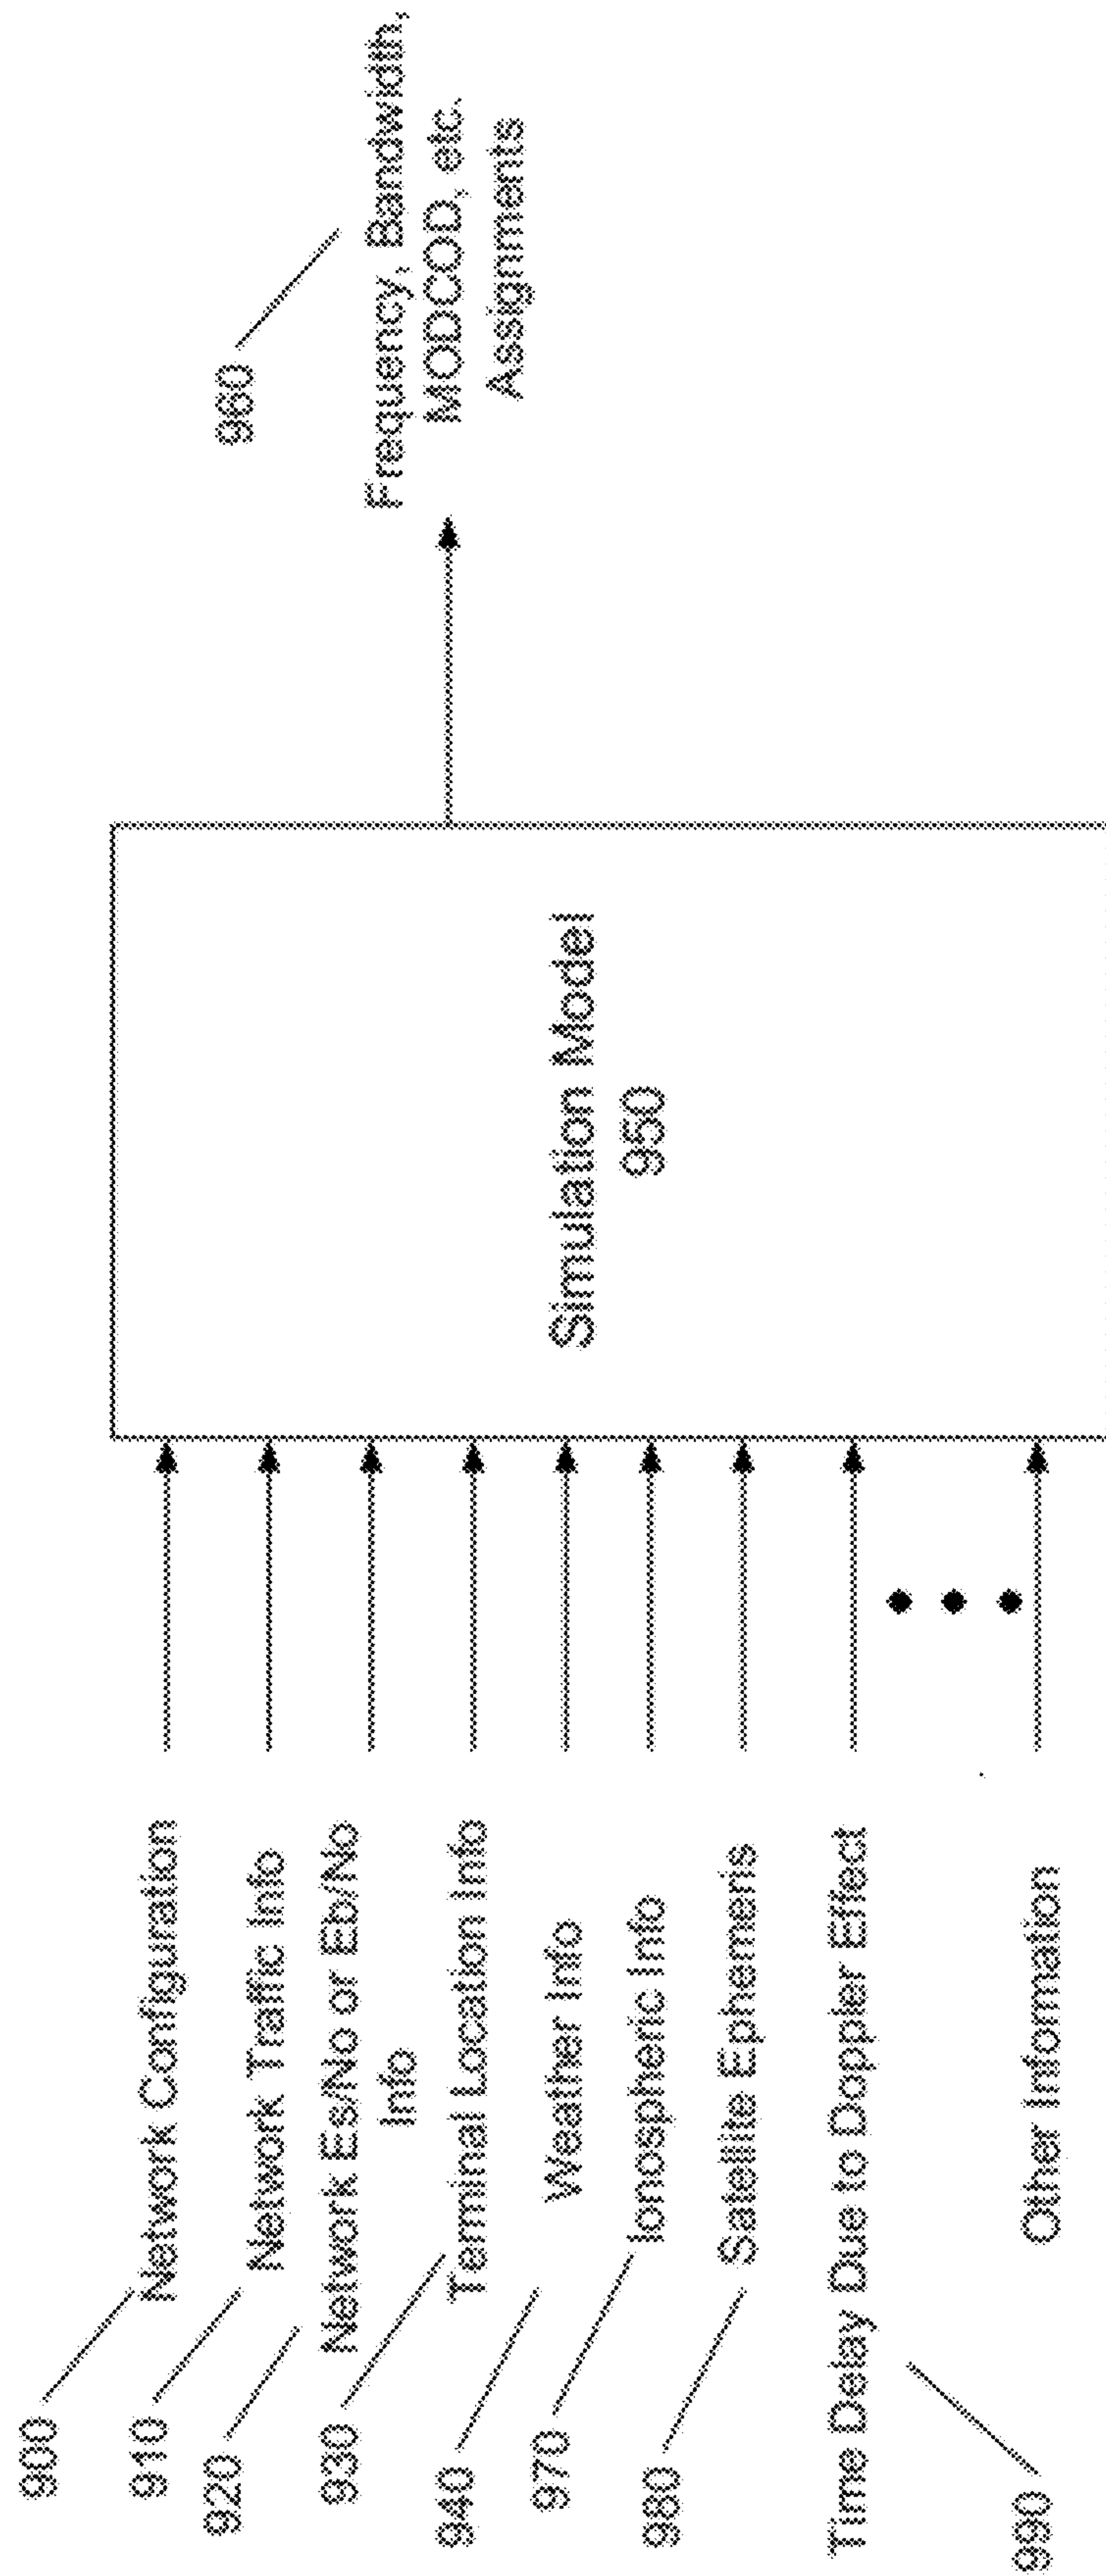 900
Network Configuration
910
Network Traffic Info
920
Network Es/No or Eb/No
Info
930
Terminal Location Info
940
Weather Info
970
Ionospheric Info
980
Satellite Ephemeris
Time Delay Due to Doppler Effect
990
Other Information
Simulation Model
950
960
Frequency, Bandwidth,
MODCOD, etc.
Assignments